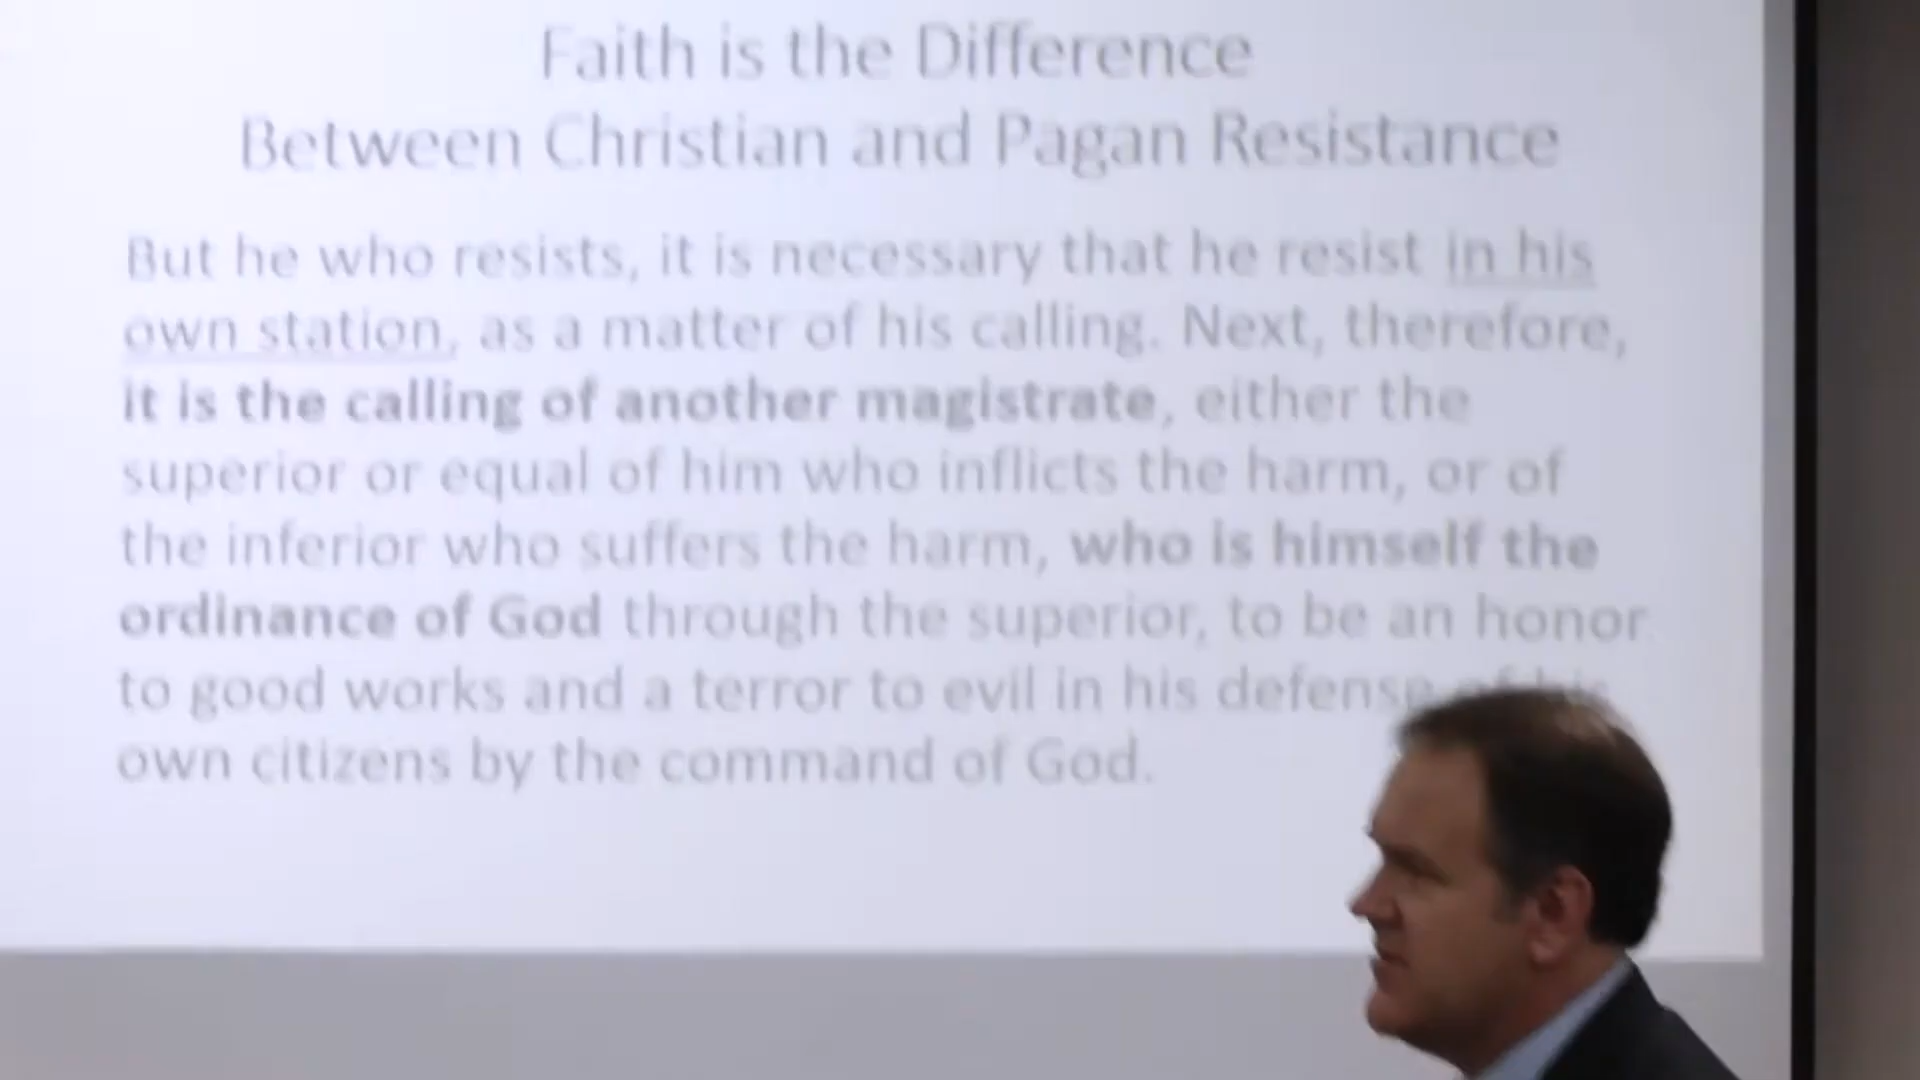 Faith is the Difference
Between Christian and Pagan Resistance
But he who resists, it is necessary that he resist in his
own station, as a matter of his calling. Next, therefore,
it is the calling of another magistrate, either the
superior or equal of him who inflicts the harm, or of
the inferior who suffers the harm, who is himself the
ordinance of God through the superior, to be an honor
to good works and a terror to evil in his defense of his
own citizens by the command of God.